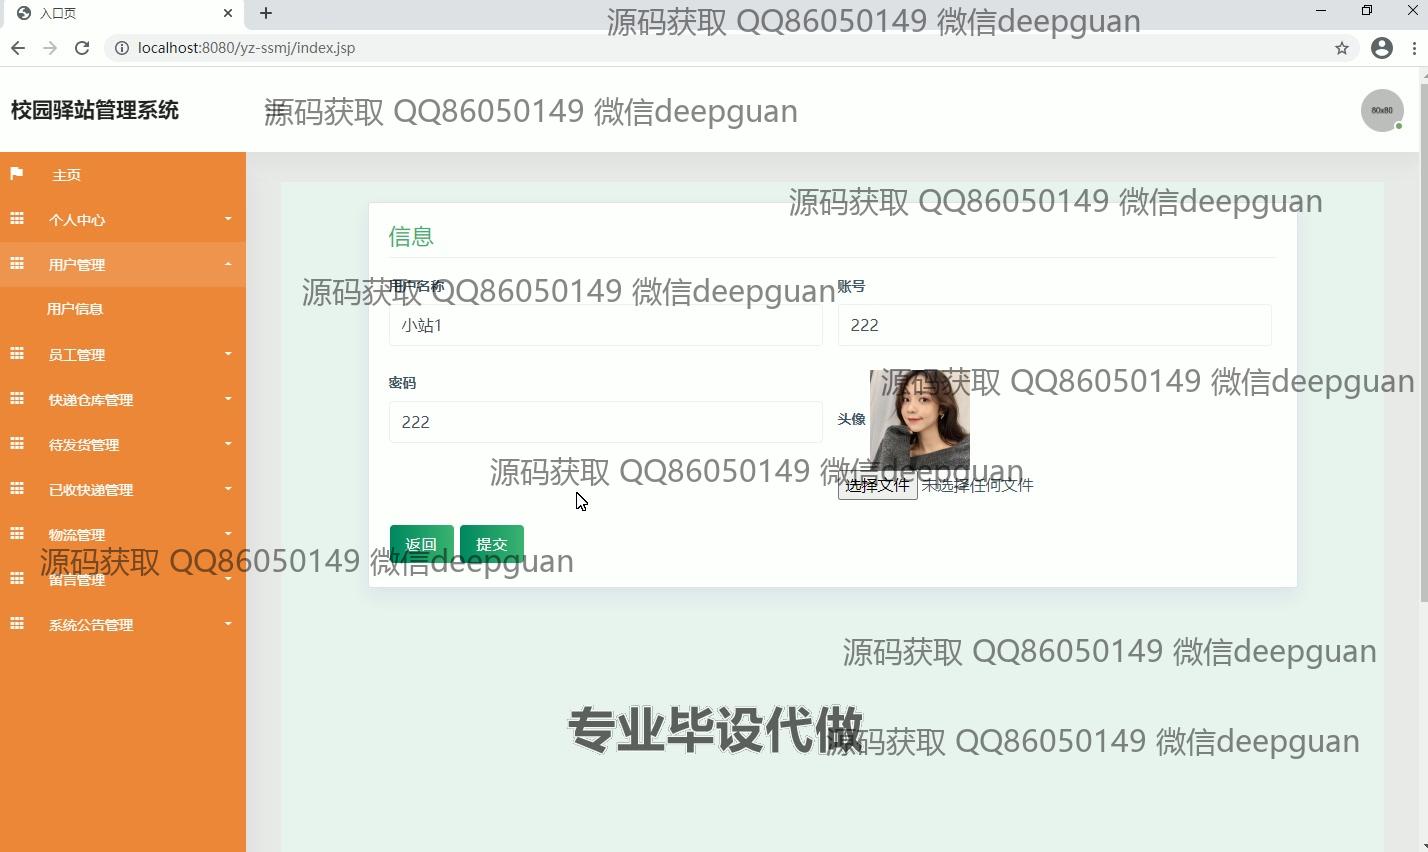 入口页
源码获取 QQ86050149 微信deepguan
localhost:8080/yz-ssmj/index.jsp
校园驿站管理系统
源码获取 QQ86050149 微信deepguan
80x80
主页
个人中心
用户管理
用户信息
员工管理
快递仓库管理
待发货管理
已收快递管理
物流管理
留言管理
系统公告管理
源码获取 QQ86050149 微信deepguan
信息
用户名称
账号
源码获取 QQ86050149 微信deepguan
小站1
222
密码
源码获取 QQ86050149 微信deepguan
222
头像
源码获取 QQ86050149 微信deepguan
选择文件 未选择任何文件
返回 提交
源码获取 QQ86050149 微信deepguan
源码获取 QQ86050149 微信deepguan
专业毕设代做
源码获取 QQ86050149 微信deepguan